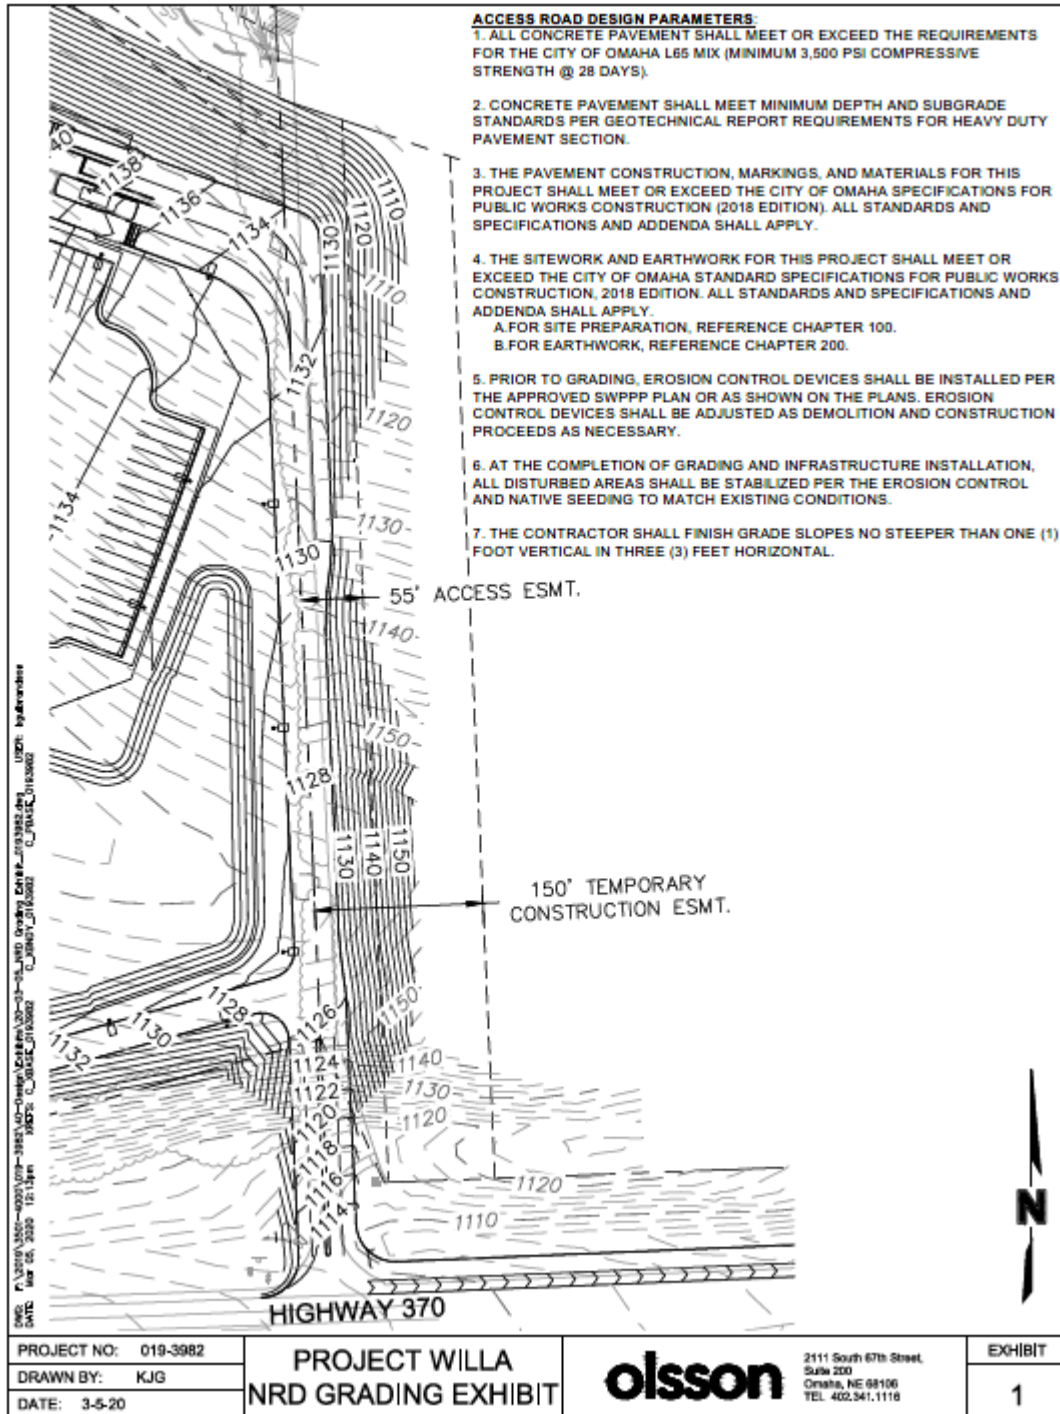 ACCESS ROAD DESIGN PARAMETERS:
1. ALL CONCRETE PAVEMENT SHALL MEET OR EXCEED THE REQUIREMENTS
FOR THE CITY OF OMAHA L65 MIX (MINIMUM 3,500 PSI COMPRESSIVE
STRENGTH @ 28 DAYS).
2. CONCRETE PAVEMENT SHALL MEET MINIMUM DEPTH AND SUBGRADE
STANDARDS PER GEOTECHNICAL REPORT REQUIREMENTS FOR HEAVY DUTY
PAVEMENT SECTION.
3. THE PAVEMENT CONSTRUCTION, MARKINGS, AND MATERIALS FOR THIS
PROJECT SHALL MEET OR EXCEED THE CITY OF OMAHA SPECIFICATIONS FOR
PUBLIC WORKS CONSTRUCTION (2018 EDITION). ALL STANDARDS AND
SPECIFICATIONS AND ADDENDA SHALL APPLY.
4. THE SITEWORK AND EARTHWORK FOR THIS PROJECT SHALL MEET OR
EXCEED THE CITY OF OMAHA STANDARD SPECIFICATIONS FOR PUBLIC WORKS
CONSTRUCTION, 2018 EDITION. ALL STANDARDS AND SPECIFICATIONS AND
ADDENDA SHALL APPLY.
A.FOR SITE PREPARATION, REFERENCE CHAPTER 100.
B.FOR EARTHWORK, REFERENCE CHAPTER 200.
5. PRIOR TO GRADING, EROSION CONTROL DEVICES SHALL BE INSTALLED PER
THE APPROVED SWPPP PLAN OR AS SHOWN ON THE PLANS. EROSION
CONTROL DEVICES SHALL BE ADJUSTED AS DEMOLITION AND CONSTRUCTION
PROCEEDS AS NECESSARY.
6. AT THE COMPLETION OF GRADING AND INFRASTRUCTURE INSTALLATION,
ALL DISTURBED AREAS SHALL BE STABILIZED PER THE EROSION CONTROL
AND NATIVE SEEDING TO MATCH EXISTING CONDITIONS.
7. THE CONTRACTOR SHALL FINISH GRADE SLOPES NO STEEPER THAN ONE (1)
FOOT VERTICAL IN THREE (3) FEET HORIZONTAL.
40
1138
1136
1134
1130
1120
1110
1110
1132
1120
1134
1130
1130
55' ACCESS ESMT.
1140
1150
1128
1130
1140
1150
150' TEMPORARY
CONSTRUCTION ESMT.
1150
1128
1130
1132
1126
1124
1122
1120
1118
1116
1114
1140
1130
1120
1120
1110
HIGHWAY 370
N
PROJECT NO: 019-3982
DRAWN BY: KJG
DATE: 3-5-20
PROJECT WILLA
NRD GRADING EXHIBIT
olsson
2111 South 67th Street,
Suite 200
Omaha, NE 68106
TEL 402.341.1116
EXHIBIT
1